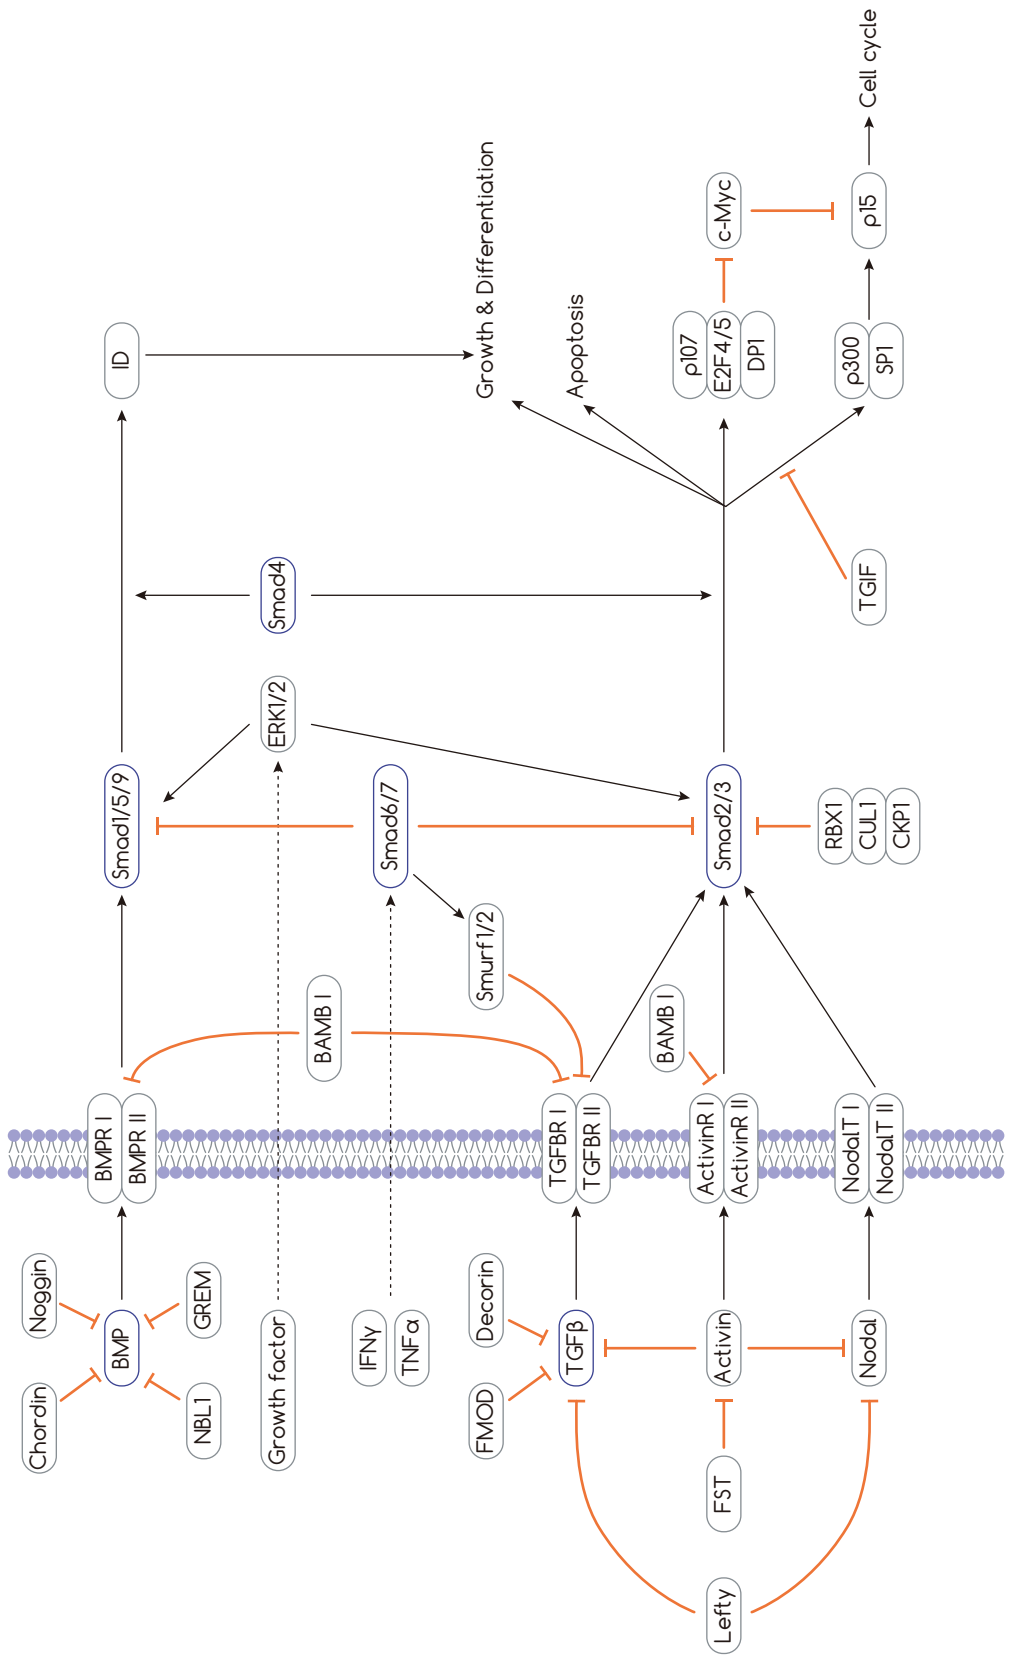 Chordin
Noggin
BMP
NBL1
GREM
BMPR I
BMPR II
Smad1/5/9
ID
Growth factor
ERK1/2
Smad4
BAMB I
IFNγ
TNFα
Smad6/7
Smurf1/2
Growth & Differentiation
Apoptosis
FMOD
Decorin
TGFβ
TGFBR I
TGFBR II
BAMB I
Lefty
FST
Activin
ActivinR I
ActivinR II
Smad2/3
p107
E2F4/5
DP1
c-Myc
Nodal
NodalT I
NodalT II
RBX1
CUL1
CKP1
TGIF
p300
SP1
p15
Cell cycle